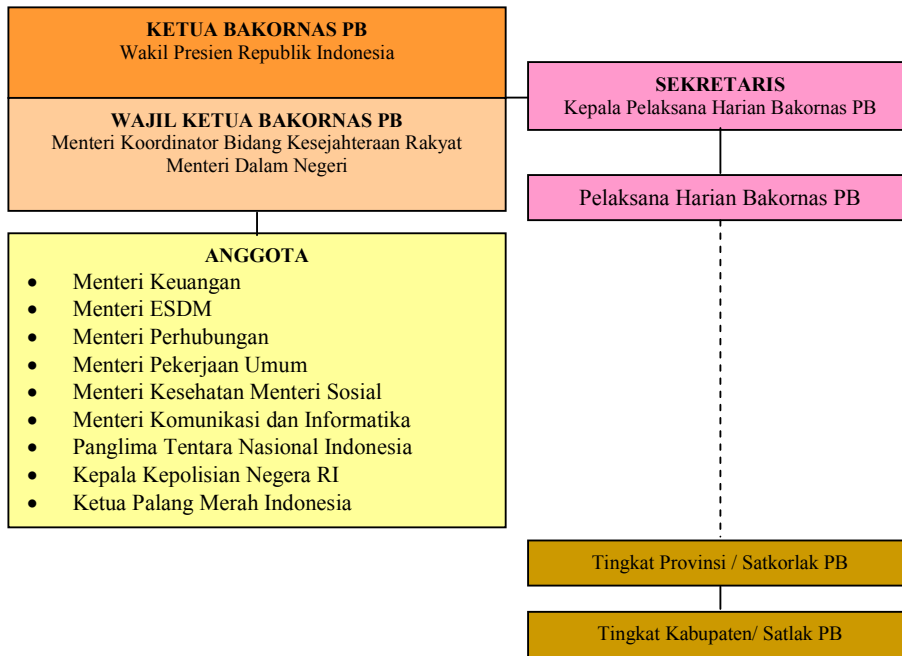 KETUA BAKORNAS PB
Wakil Presien Republik Indonesia
WAJIL KETUA BAKORNAS PB
Menteri Koordinator Bidang Kesejahteraan Rakyat
Menteri Dalam Negeri
SEKRETARIS
Kepala Pelaksana Harian Bakornas PB
Pelaksana Harian Bakornas PB
ANGGOTA
• Menteri Keuangan
• Menteri ESDM
• Menteri Perhubungan
• Menteri Pekerjaan Umum
• Menteri Kesehatan Menteri Sosial
• Menteri Komunikasi dan Informatika
• Panglima Tentara Nasional Indonesia
• Kepala Kepolisian Negera RI
• Ketua Palang Merah Indonesia
Tingkat Provinsi / Satkorlak PB
Tingkat Kabupaten/ Satlak PB